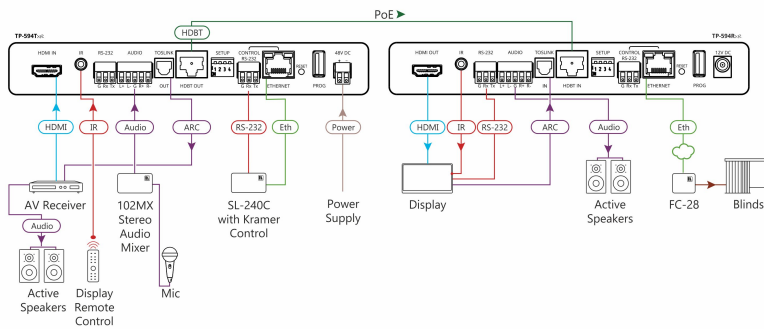 PoE
HDBT
TP-594Txr
HDMI IN
IR
RS-232
G Rx Tx
AUDIO
L+ L- G R+ R-
TOSLINK
OUT
HDBT OUT
SETUP
1 2 3 4
CONTROL
RS-232
G Rx Tx
ETHERNET
RESET
PROG
48V DC
TP-594Rxr
HDMI OUT
IR
RS-232
G Rx Tx
AUDIO
L+ L- G R+ R-
TOSLINK
IN
HDBT IN
SETUP
1 2 3 4
CONTROL
RS-232
G Rx Tx
ETHERNET
RESET
PROG
12V DC
HDMI
IR
Audio
ARC
RS-232
Eth
Power
HDMI
IR
RS-232
ARC
Audio
Eth
AV Receiver
102MX
Stereo
Audio
Mixer
SL-240C
with Kramer
Control
Power
Supply
Display
Active
Speakers
FC-28
Blinds
Audio
Active
Speakers
Display
Remote
Control
Mic